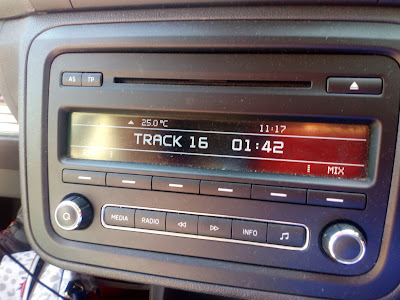 AS TP
25.0 °C 11:17
TRACK 16 01:42
MIX
MEDIA RADIO INFO